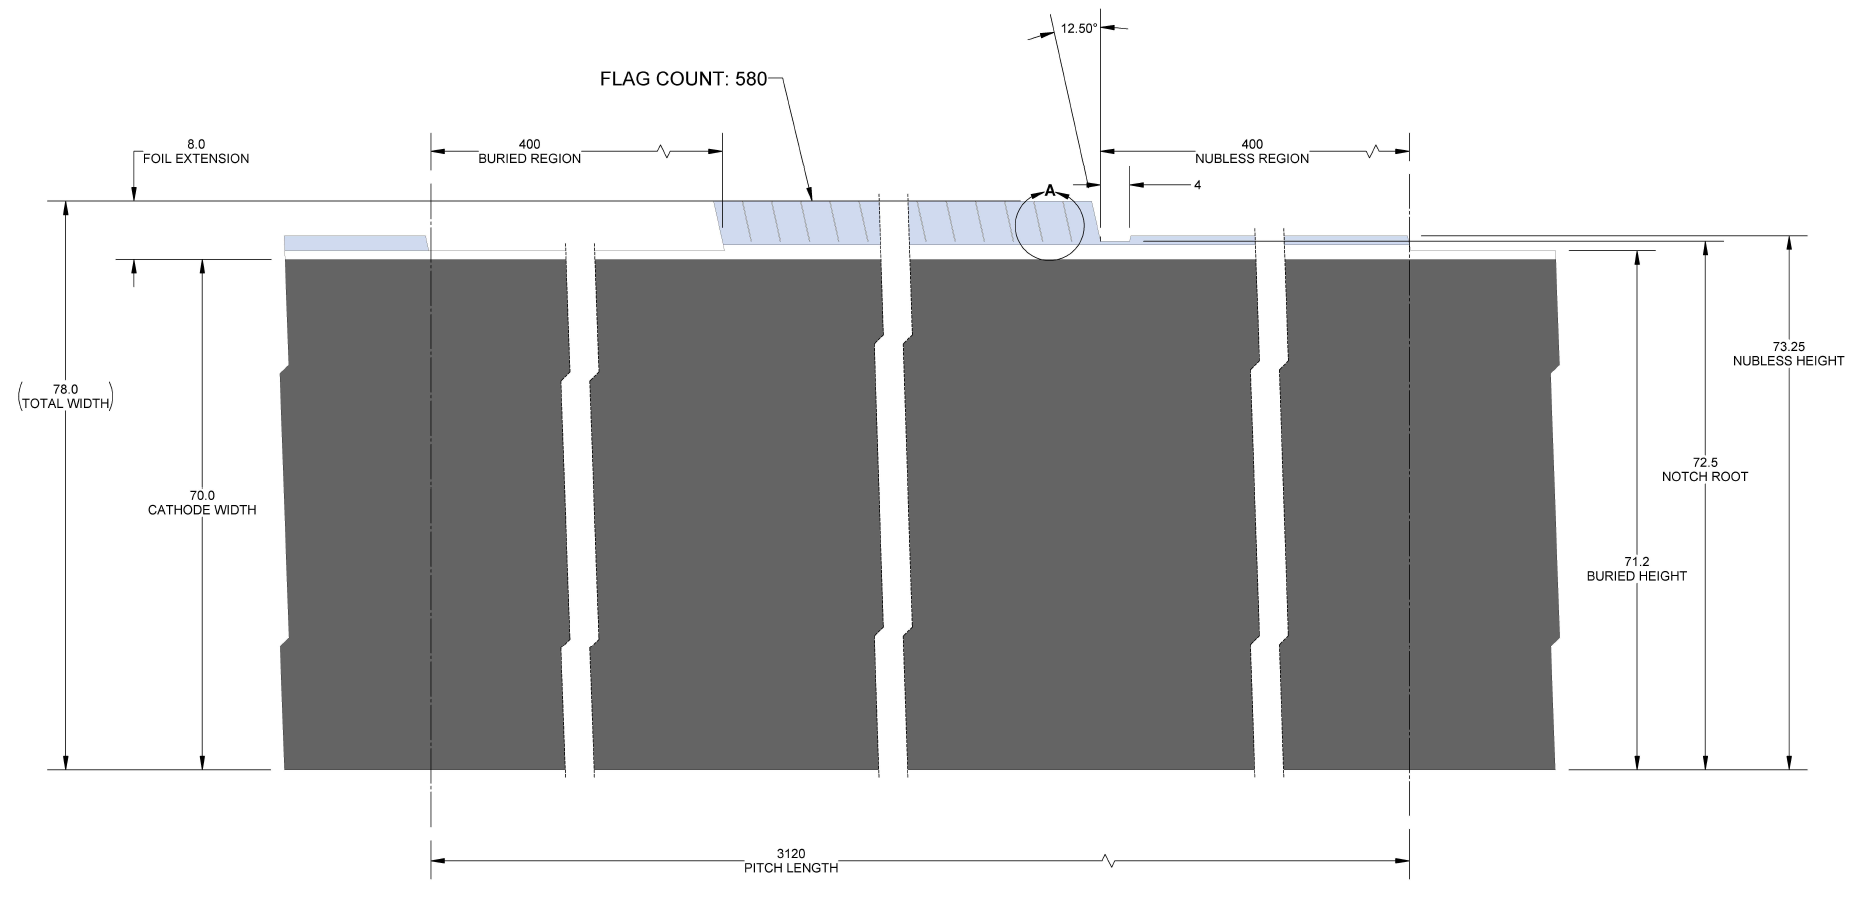 12.50°
FLAG COUNT: 580
8.0
FOIL EXTENSION
400
BURIED REGION
400
NUBLESS REGION
A
4
73.25
NUBLESS HEIGHT
78.0
(TOTAL WIDTH)
72.5
NOTCH ROOT
70.0
CATHODE WIDTH
71.2
BURIED HEIGHT
3120
PITCH LENGTH